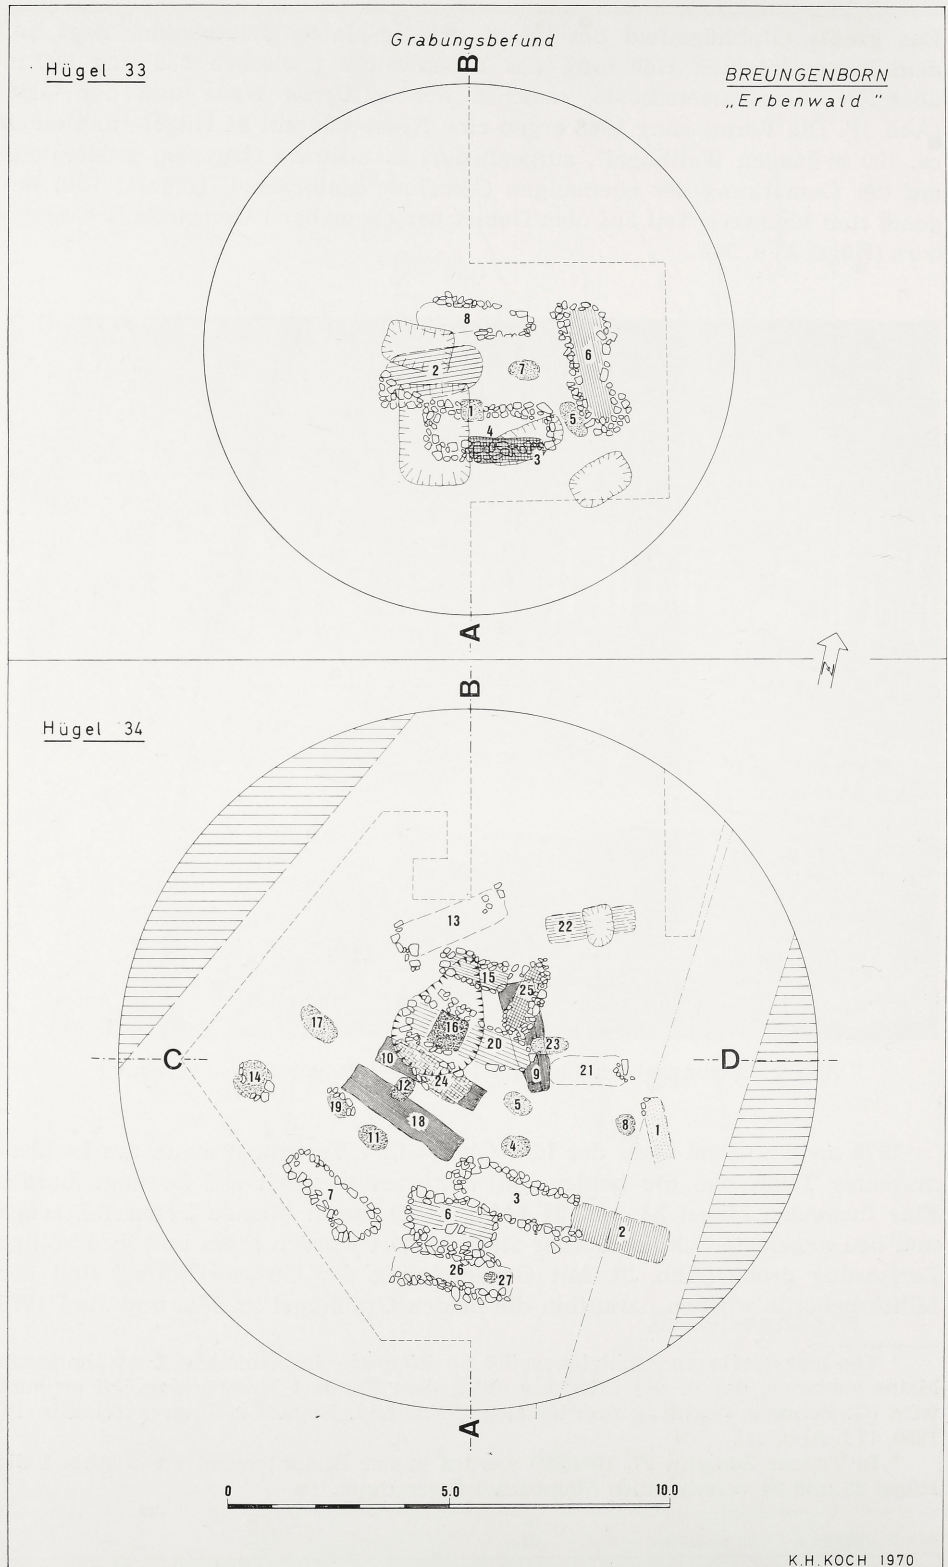 Grabungsbefund
Hügel 33
BREUNGENBORN
„Erbenwald"
B
8
2
7
6
1
5
4
3
A
N
B
Hügel 34
13
22
15
25
17
16
20
23
10
9
21
C
D
14
24
12
5
19
18
8
1
11
4
7
3
6
2
26
27
A
0
5.0
10.0
K.H.KOCH 1970